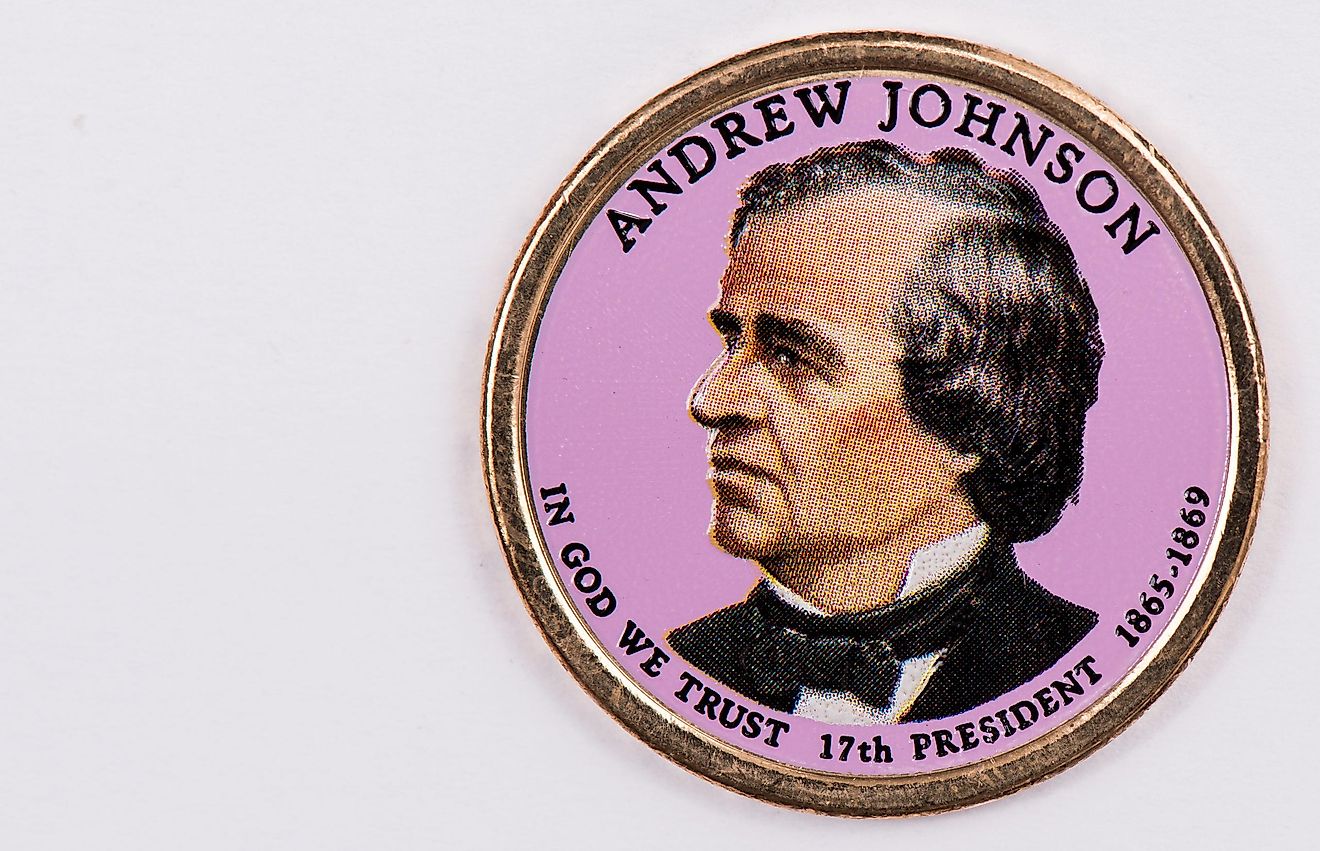 ANDREW JOHNSON
IN GOD WE TRUST
17th PRESIDENT
1865-1869